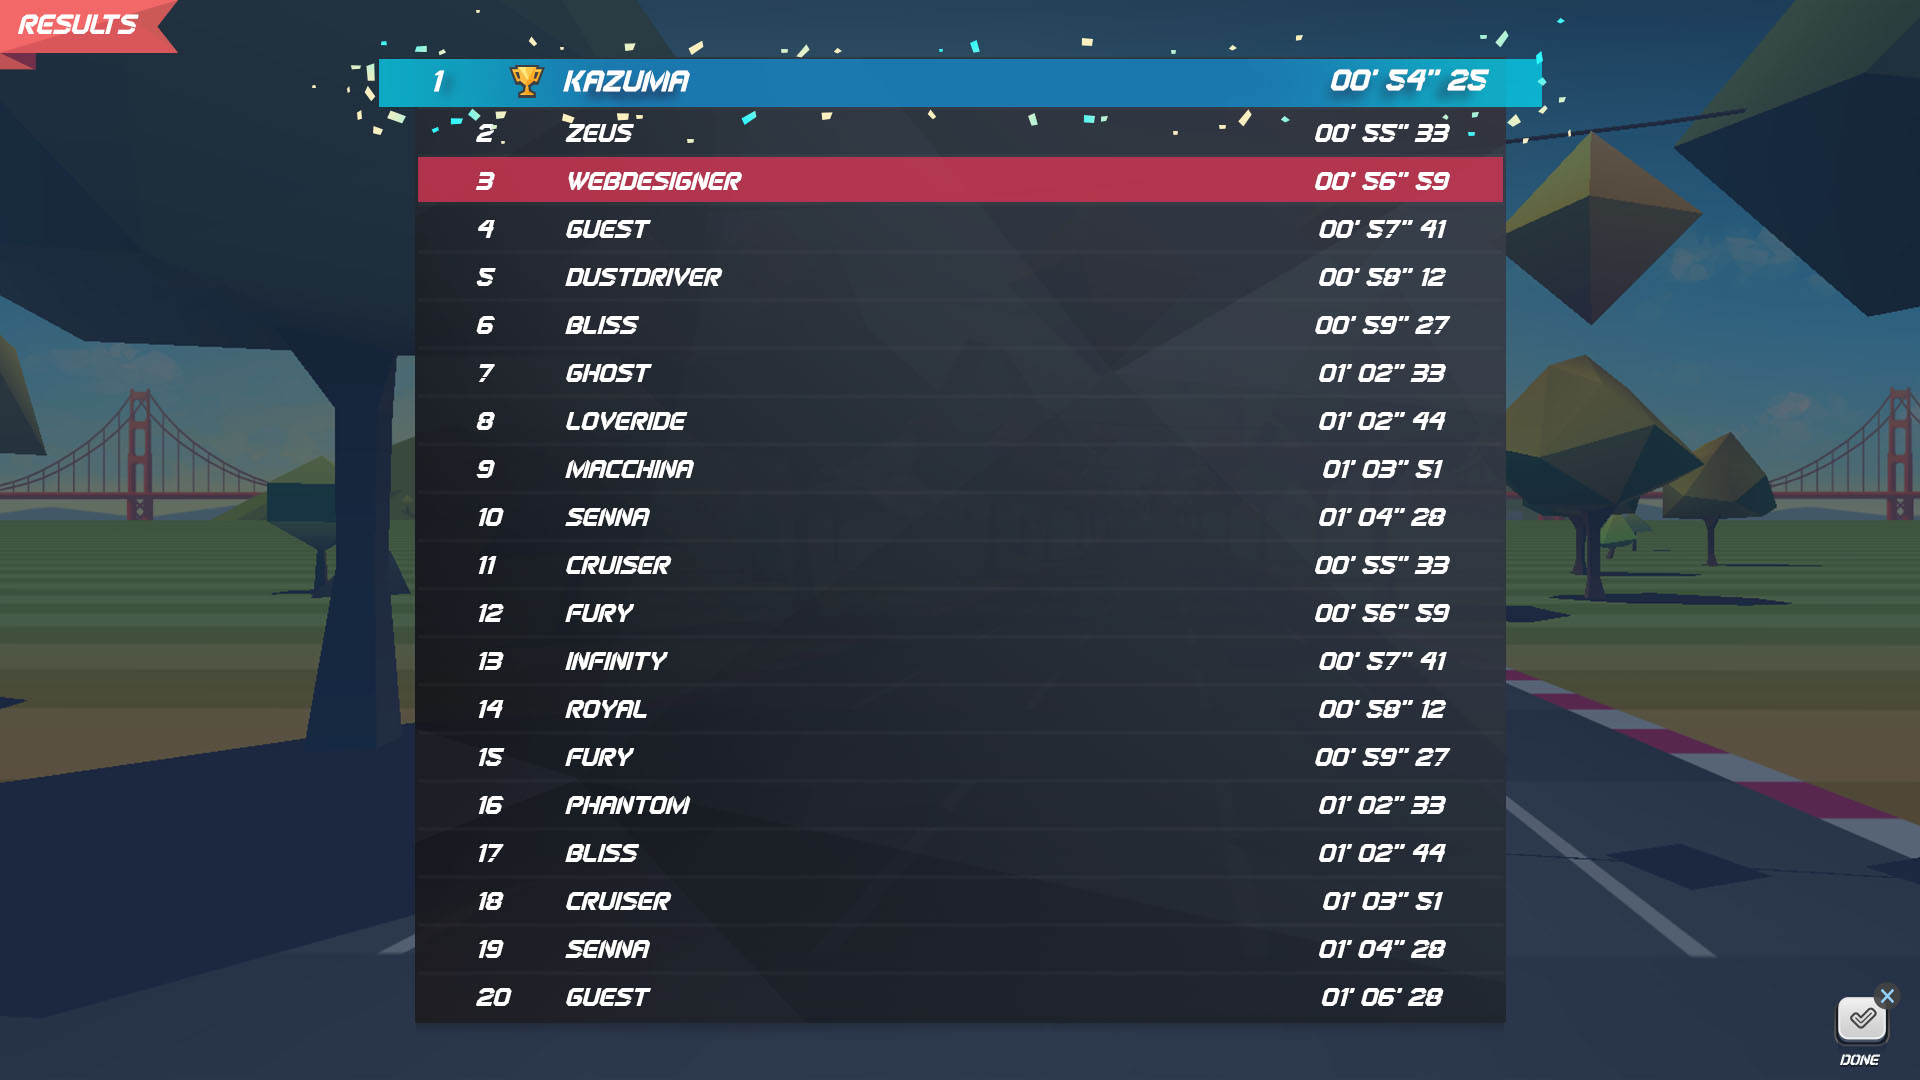 RESULTS
1 KAZUMA 00' 54" 25
2 ZEUS 00' 55" 33
3 WEBDESIGNER 00' 56" 59
4 GUEST 00' 57" 41
5 DUSTDRIVER 00' 58" 12
6 BLISS 00' 59" 27
7 GHOST 01' 02" 33
8 LOVERIDE 01' 02" 44
9 MACCHINA 01' 03" 51
10 SENNA 01' 04" 28
11 CRUISER 00' 55" 33
12 FURY 00' 56" 59
13 INFINITY 00' 57" 41
14 ROYAL 00' 58" 12
15 FURY 00' 59" 27
16 PHANTOM 01' 02" 33
17 BLISS 01' 02" 44
18 CRUISER 01' 03" 51
19 SENNA 01' 04" 28
20 GUEST 01' 06' 28
DONE